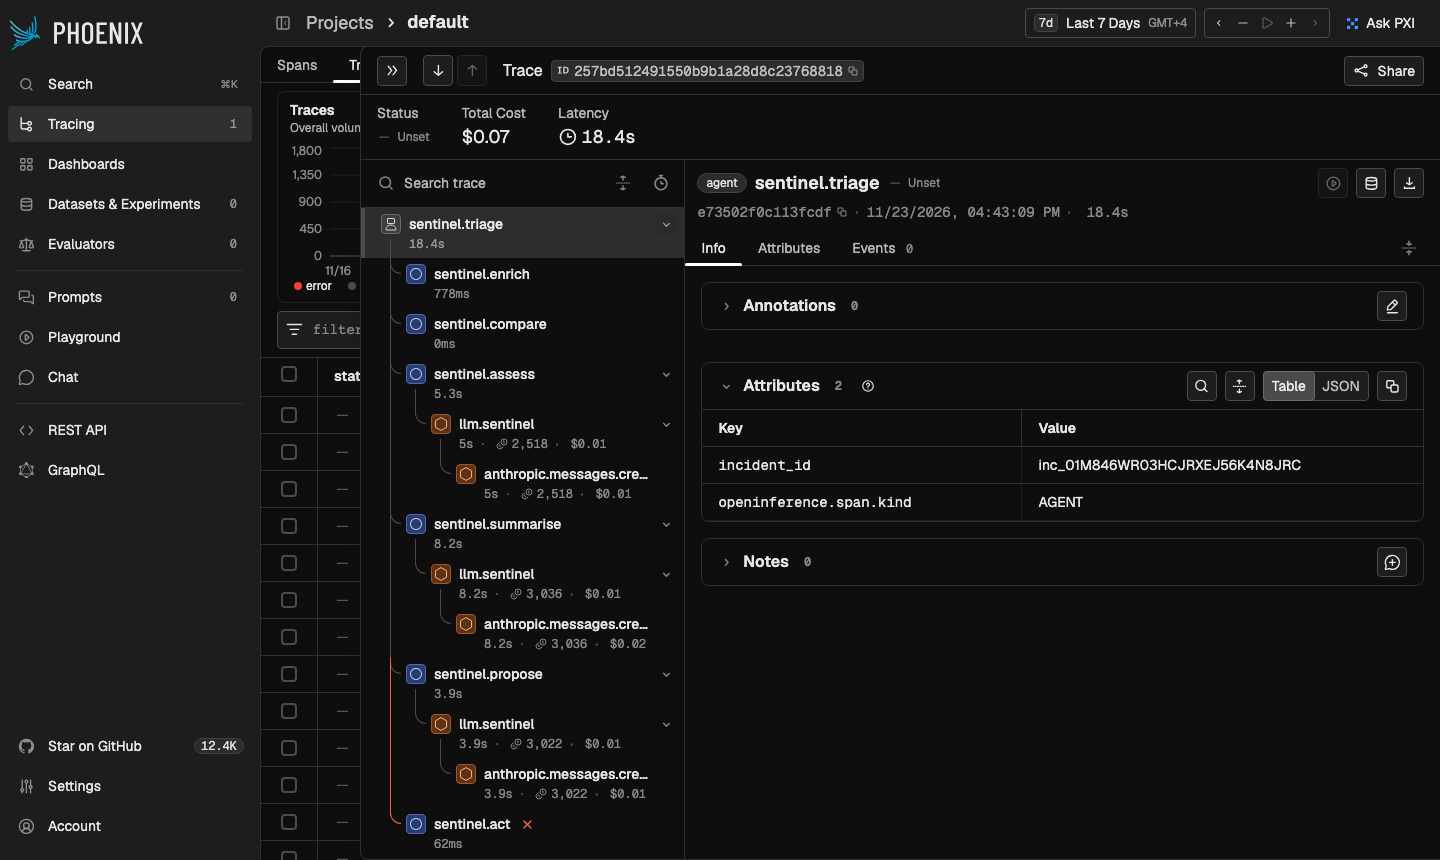 PHOENIX
Search ⌘K
Tracing 1
Dashboards
Datasets & Experiments 0
Evaluators 0
Prompts 0
Playground
Chat
REST API
GraphQL
Star on GitHub 12.4K
Settings
Account
Projects › default
7d Last 7 Days GMT+4
Ask PXI
Spans
Traces
Overall
1,800
1,350
900
450
0
11/16
error
Trace ID 257bd512491550b9b1a28d8c23768818
Share
Status Total Cost Latency
— Unset $0.07 18.4s
Search trace
sentinel.triage
18.4s
sentinel.enrich
778ms
sentinel.compare
0ms
sentinel.assess
5.3s
llm.sentinel
5s · 2,518 · $0.01
anthropic.messages.cre...
5s · 2,518 · $0.01
sentinel.summarise
8.2s
llm.sentinel
8.2s · 3,036 · $0.01
anthropic.messages.cre...
8.2s · 3,036 · $0.02
sentinel.propose
3.9s
llm.sentinel
3.9s · 3,022 · $0.01
anthropic.messages.cre...
3.9s · 3,022 · $0.01
sentinel.act
62ms
agent sentinel.triage — Unset
e73502f0c113fcdf · 11/23/2026, 04:43:09 PM · 18.4s
Info Attributes Events 0
Annotations 0
Attributes 2
Table JSON
Key Value
incident_id inc_01M846WR03HCJRXEJ56K4N8JRC
openinference.span.kind AGENT
Notes 0